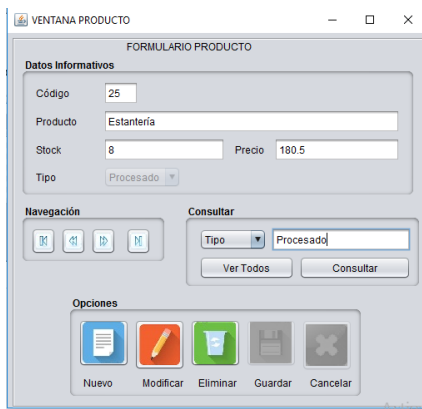 VENTANA PRODUCTO
FORMULARIO PRODUCTO
Datos Informativos
Código 25
Producto Estantería
Stock 8 Precio 180.5
Tipo Procesado
Navegación
Consultar
Tipo Procesado
Ver Todos Consultar
Opciones
Nuevo Modificar Eliminar Guardar Cancelar